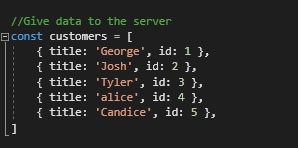 //Give data to the server
const customers = [
{ title: 'George', id: 1 },
{ title: 'Josh', id: 2 },
{ title: 'Tyler', id: 3 },
{ title: 'alice', id: 4 },
{ title: 'Candice', id: 5 },
]